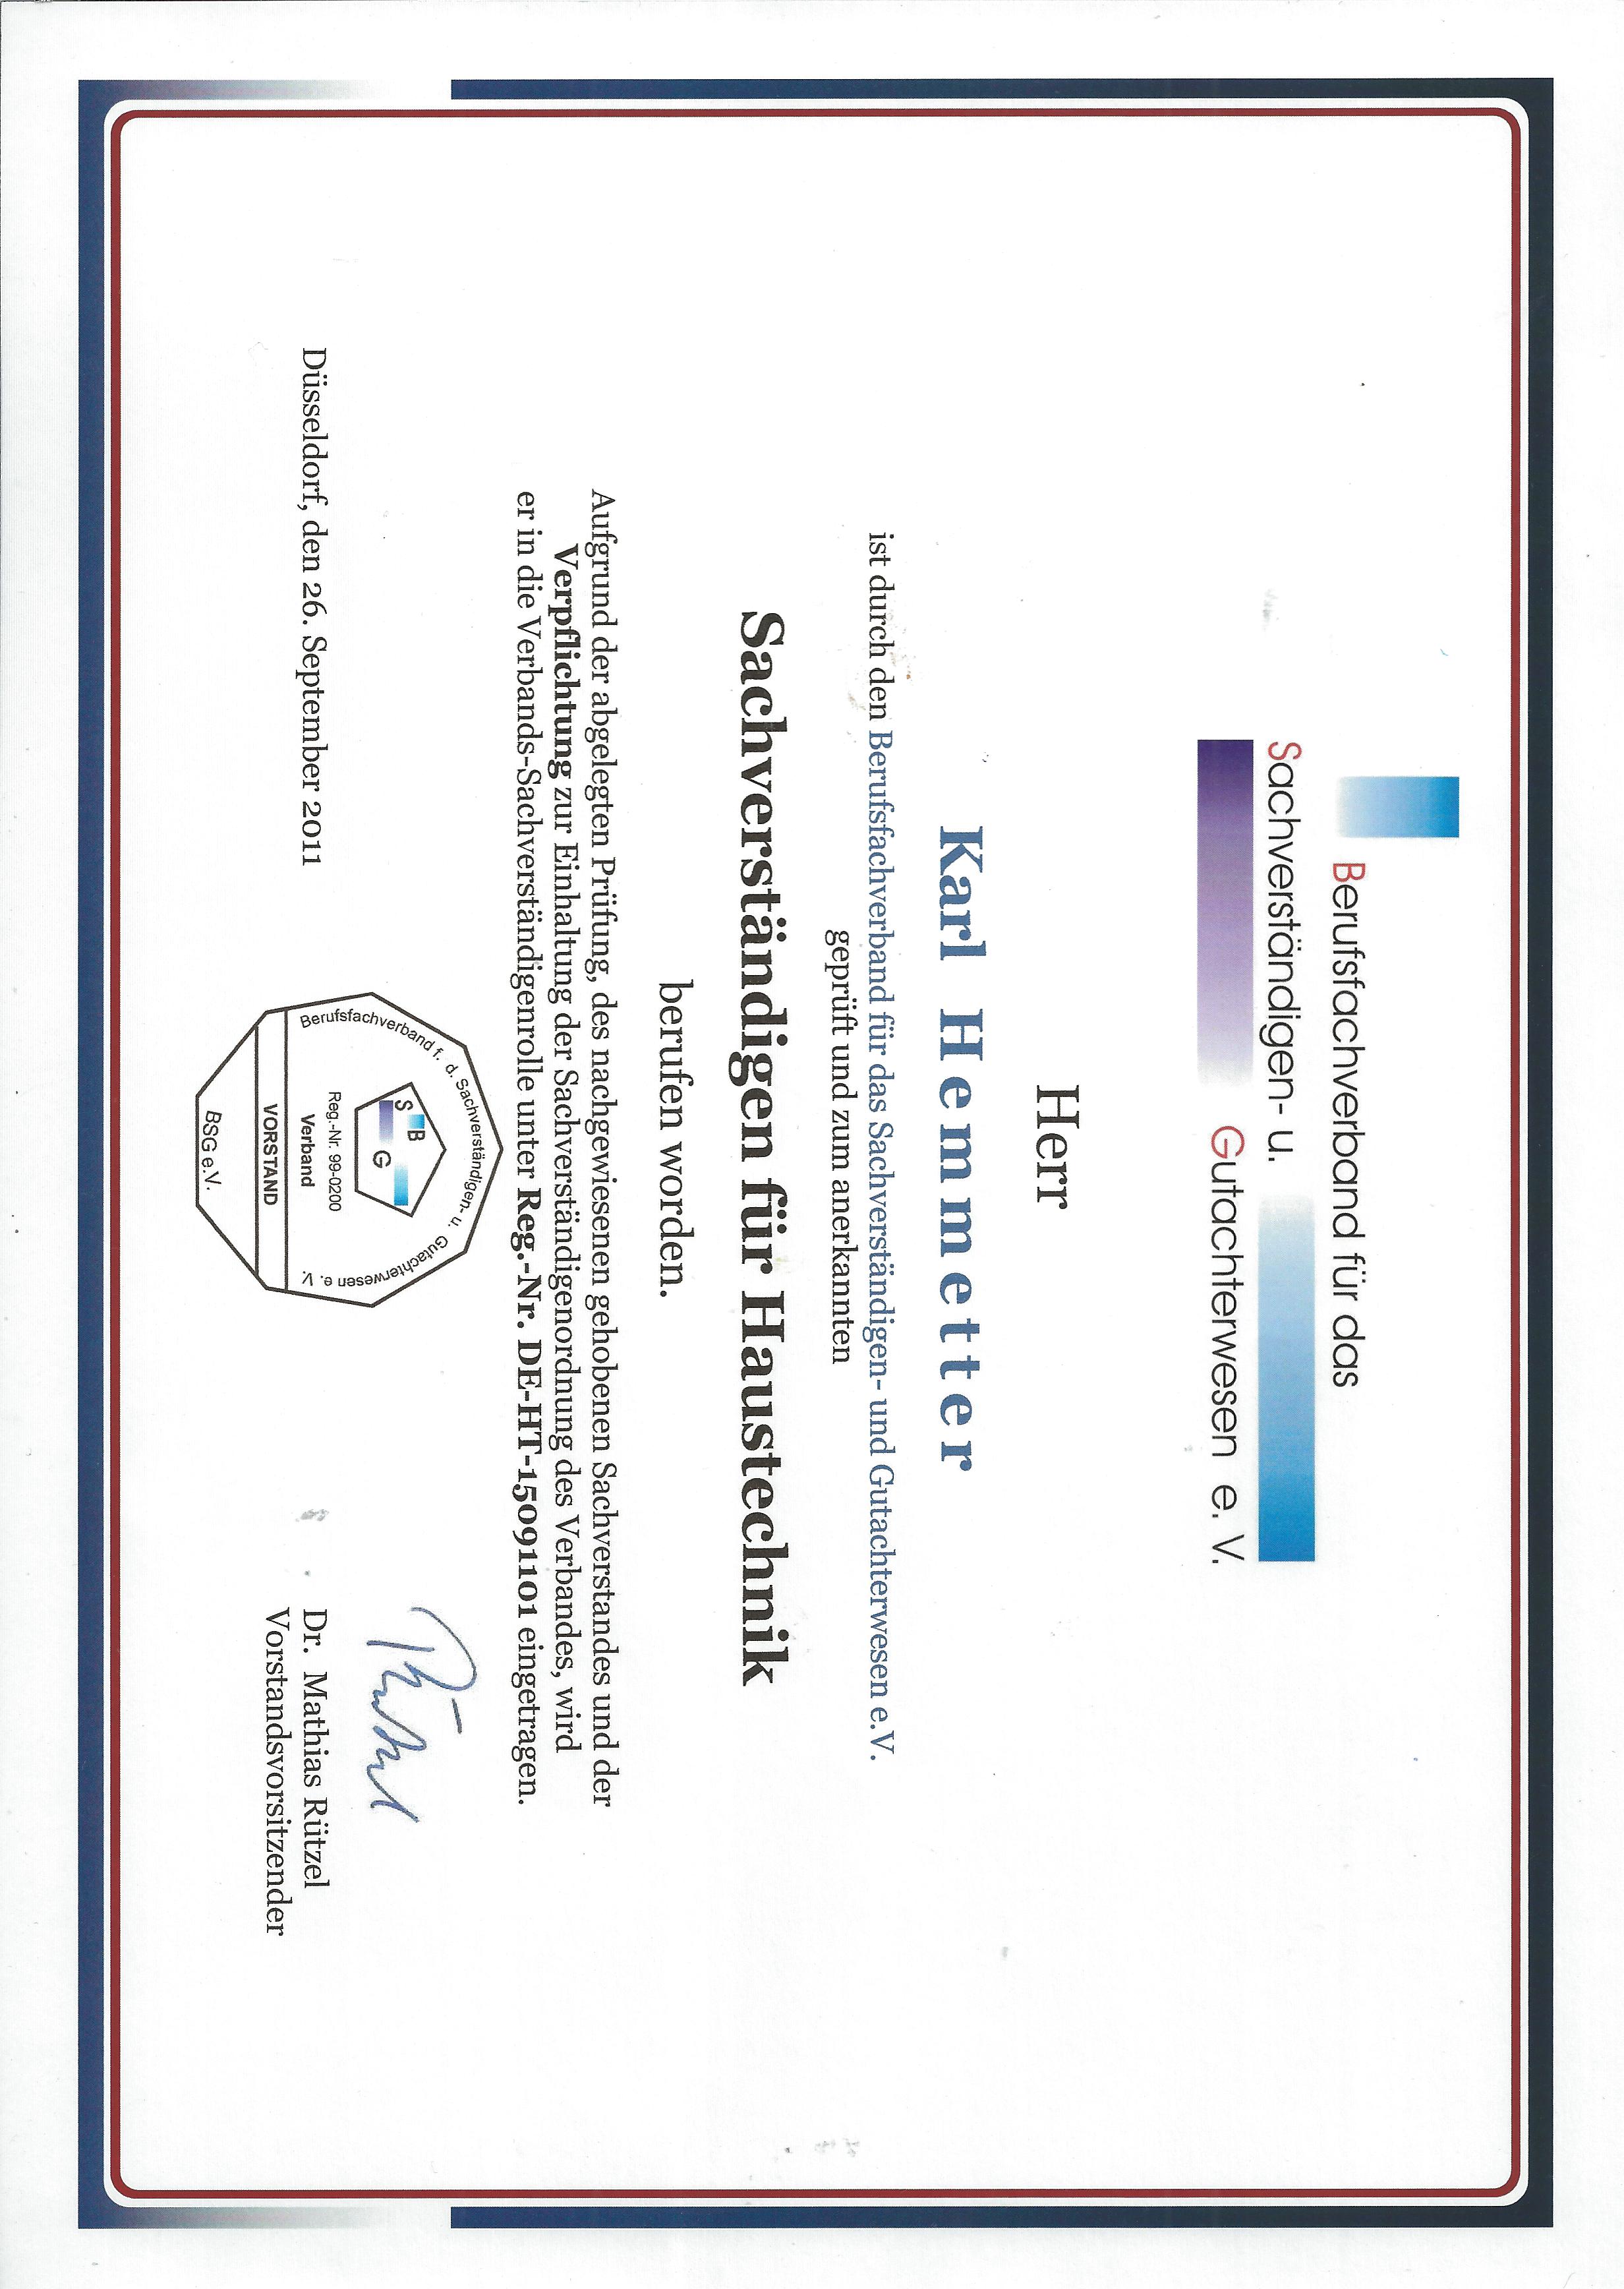 Berufsfachverband für das
Sachverständigen- u.
Gutachterwesen e. V.
Herr
Karl Hemmetter
ist durch den Berufsfachverband für das Sachverständigen- und Gutachterwesen e.V.
geprüft und zum anerkannten
Sachverständigen für Haustechnik
berufen worden.
Aufgrund der abgelegten Prüfung, des nachgewiesenen gehobenen Sachverstandes und der
Verpflichtung zur Einhaltung der Sachverständigenordnung des Verbandes, wird
er in die Verbands-Sachverständigenrolle unter Reg.-Nr. DE-HT-15091101 eingetragen.
Berufsfachverband f. d. Sachverständigen- u. Gutachterwesen e. V.
B
S G
Reg.-Nr. 99-0200
Verband
VORSTAND
BSG e.V.
Düsseldorf, den 26. September 2011
Dr. Mathias Rützel
Vorstandsvorsitzender